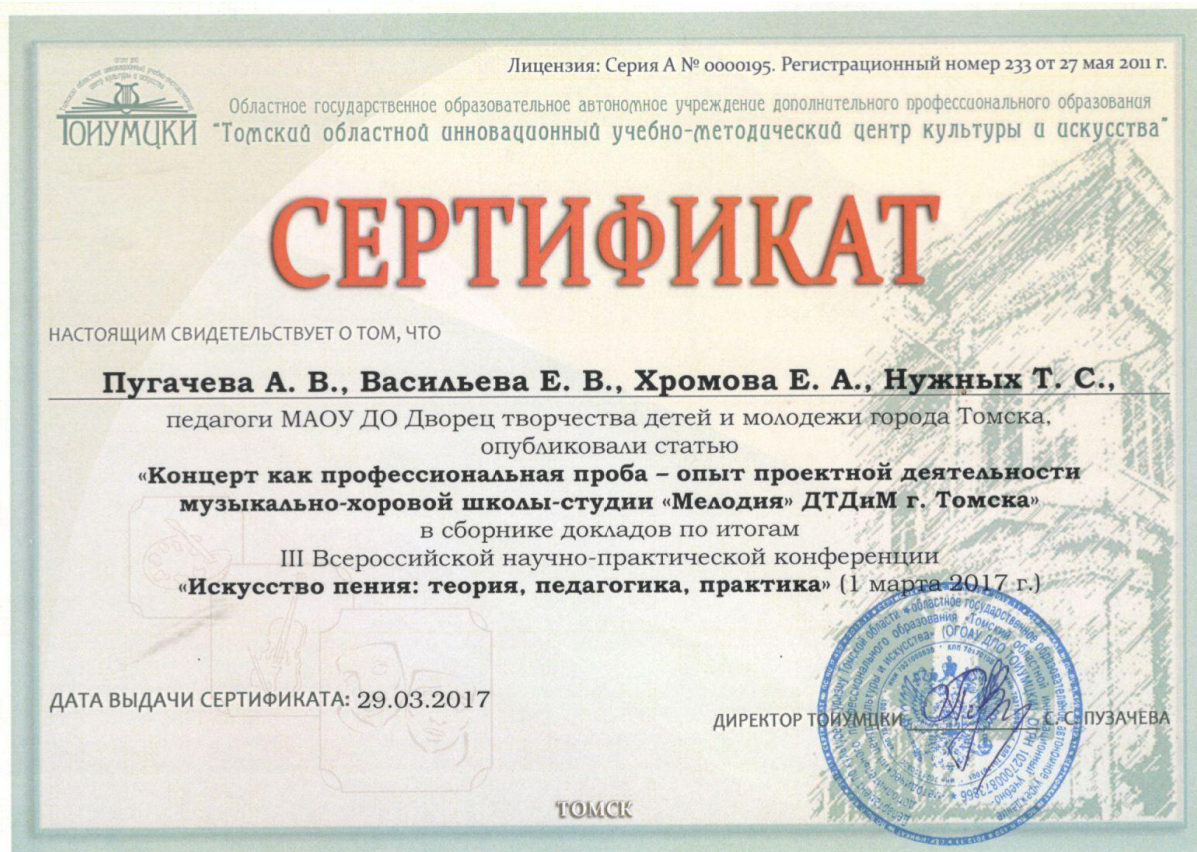 Лицензия: Серия А № 0000195. Регистрационный номер 233 от 27 мая 2011 г.
Областное государственное образовательное автономное учреждение дополнительного профессионального образования
ТОИУМЦКИ "Томский областной инновационный учебно-методический центр культуры и искусства"
СЕРТИФИКАТ
НАСТОЯЩИМ СВИДЕТЕЛЬСТВУЕТ О ТОМ, ЧТО
Пугачева А. В., Васильева Е. В., Хромова Е. А., Нужных Т. С.,
педагоги МАОУ ДО Дворец творчества детей и молодежи города Томска,
опубликовали статью
«Концерт как профессиональная проба – опыт проектной деятельности
музыкально-хоровой школы-студии «Мелодия» ДТДиМ г. Томска»
в сборнике докладов по итогам
III Всероссийской научно-практической конференции
«Искусство пения: теория, педагогика, практика» (1 марта 2017 г.)
ДАТА ВЫДАЧИ СЕРТИФИКАТА: 29.03.2017
ДИРЕКТОР ТОИУМЦКИ С. С. ПУЗАЧЕВА
ТОМСК